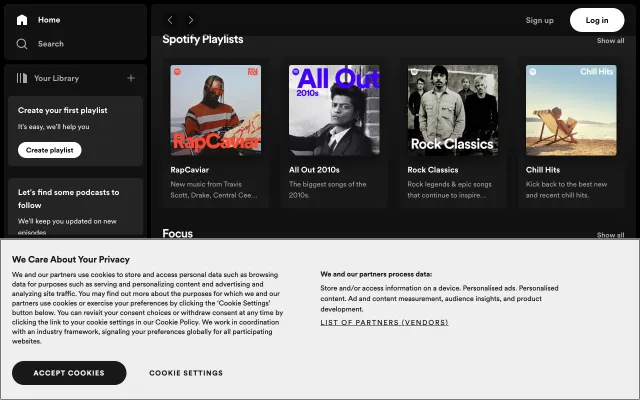 Home
Search
Your Library
Create your first playlist
It's easy, we'll help you
Create playlist
Let's find some podcasts to
follow
We'll keep you updated on new
episodes
Sign up
Log in
Spotify Playlists
Show all
RapCaviar
RapCaviar
New music from Travis
Scott, Drake, Central Cee...
All Out
2010s
All Out 2010s
The biggest songs of the
2010s.
Rock Classics
Rock Classics
Rock legends & epic songs
that continue to inspire...
Chill Hits
Chill Hits
Kick back to the best new
and recent chill hits.
Focus
Show all
We Care About Your Privacy
We and our partners use cookies to store and access personal data such as browsing
data for purposes such as serving and personalizing content and advertising and
analyzing site traffic. You may find out more about the purposes for which we and our
partners use cookies or exercise your preferences by clicking the 'Cookie Settings'
button below. You can revisit your consent choices or withdraw consent at any time by
clicking the link to your cookie settings in our Cookie Policy. We work in coordination
with an industry framework, signaling your preferences globally for all participating
websites.
We and our partners process data:
Store and/or access information on a device. Personalised ads. Personalised
content. Ad and content measurement, audience insights, and product
development.
LIST OF PARTNERS (VENDORS)
ACCEPT COOKIES
COOKIE SETTINGS